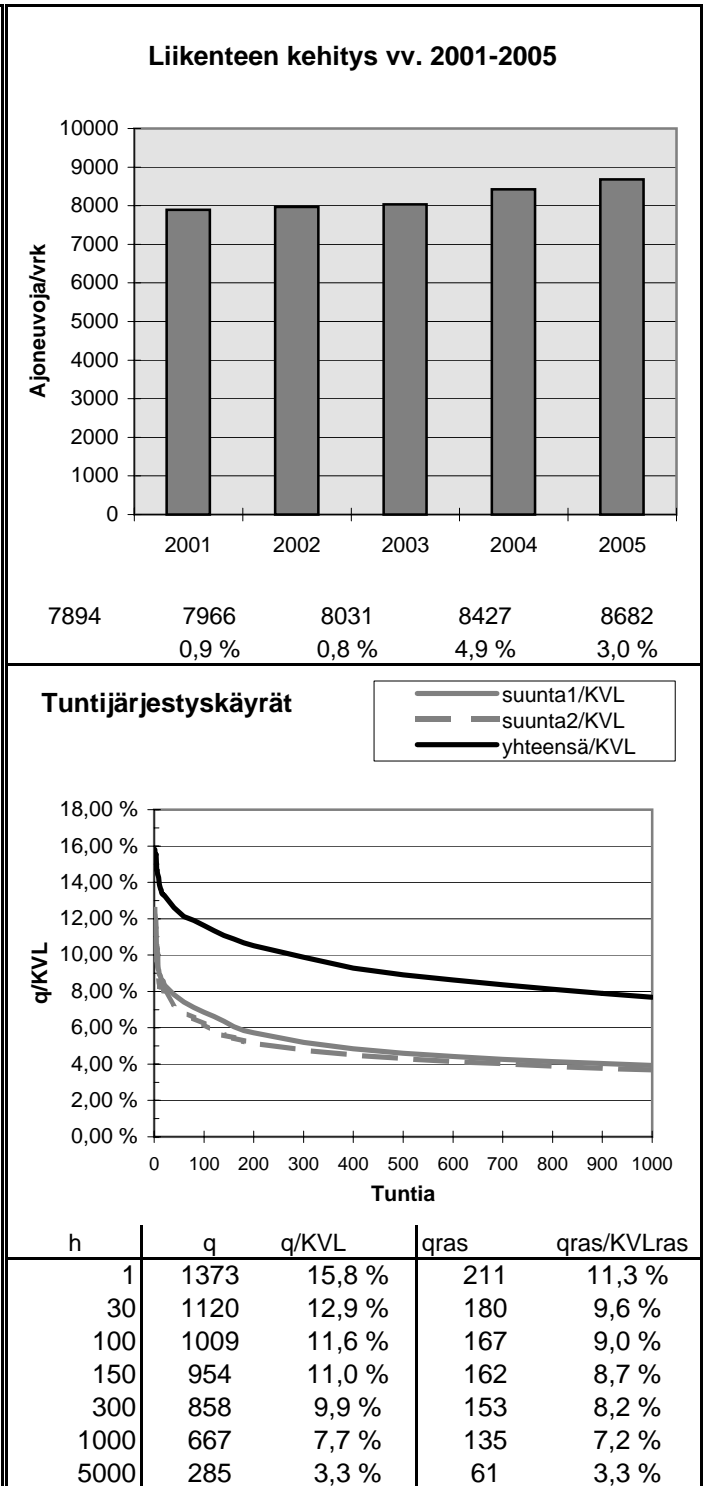 Liikenteen kehitys vv. 2001-2005
10000
9000
8000
7000
6000
5000
4000
3000
2000
1000
0
Ajoneuvoja/vrk
2001 2002 2003 2004 2005
7894 7966 8031 8427 8682
0,9 % 0,8 % 4,9 % 3,0 %
Tuntijärjestyskäyrät
suunta1/KVL
suunta2/KVL
yhteensä/KVL
18,00 %
16,00 %
14,00 %
12,00 %
10,00 %
8,00 %
6,00 %
4,00 %
2,00 %
0,00 %
q/KVL
0 100 200 300 400 500 600 700 800 900 1000
Tuntia
h q q/KVL qras qras/KVLras
1 1373 15,8 % 211 11,3 %
30 1120 12,9 % 180 9,6 %
100 1009 11,6 % 167 9,0 %
150 954 11,0 % 162 8,7 %
300 858 9,9 % 153 8,2 %
1000 667 7,7 % 135 7,2 %
5000 285 3,3 % 61 3,3 %